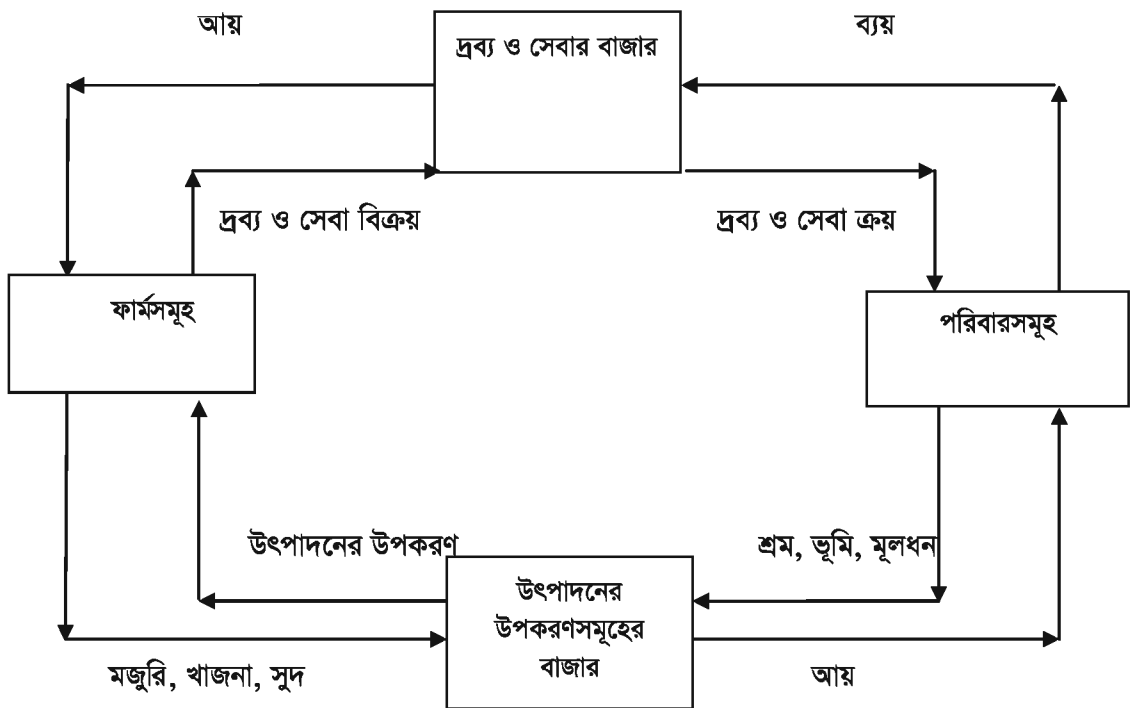 আয়
দ্রব্য ও সেবার বাজার
ব্যয়
দ্রব্য ও সেবা বিক্রয়
দ্রব্য ও সেবা ক্রয়
ফার্মসমূহ
পরিবারসমূহ
উৎপাদনের উপকরণ
শ্রম, ভূমি, মূলধন
উৎপাদনের
উপকরণসমূহের
বাজার
মজুরি, খাজনা, সুদ
আয়